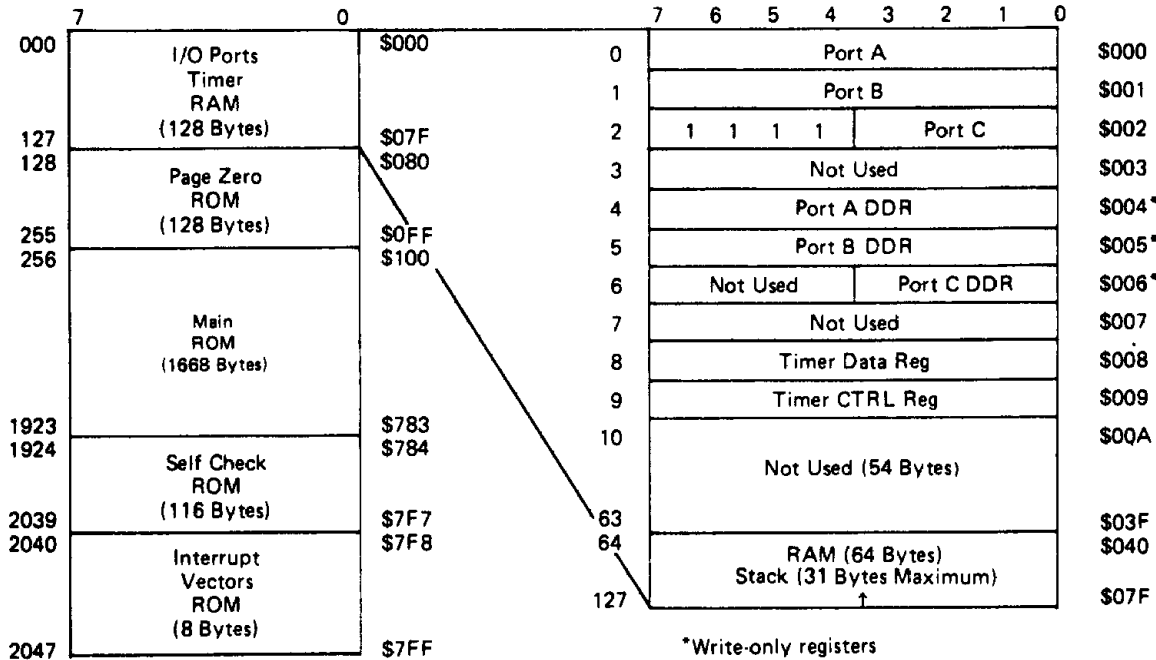 7 0
000 $000
I/O Ports
Timer
RAM
(128 Bytes)
127 $07F
128 $080
Page Zero
ROM
(128 Bytes)
255 $0FF
256 $100
Main
ROM
(1668 Bytes)
1923 $783
1924 $784
Self Check
ROM
(116 Bytes)
2039 $7F7
2040 $7F8
Interrupt
Vectors
ROM
(8 Bytes)
2047 $7FF
7 6 5 4 3 2 1 0
0 Port A $000
1 Port B $001
2 1 1 1 1 Port C $002
3 Not Used $003
4 Port A DDR $004*
5 Port B DDR $005*
6 Not Used Port C DDR $006*
7 Not Used $007
8 Timer Data Reg $008
9 Timer CTRL Reg $009
10 $00A
Not Used (54 Bytes)
63 $03F
64 $040
RAM (64 Bytes)
Stack (31 Bytes Maximum)
127 $07F
*Write-only registers